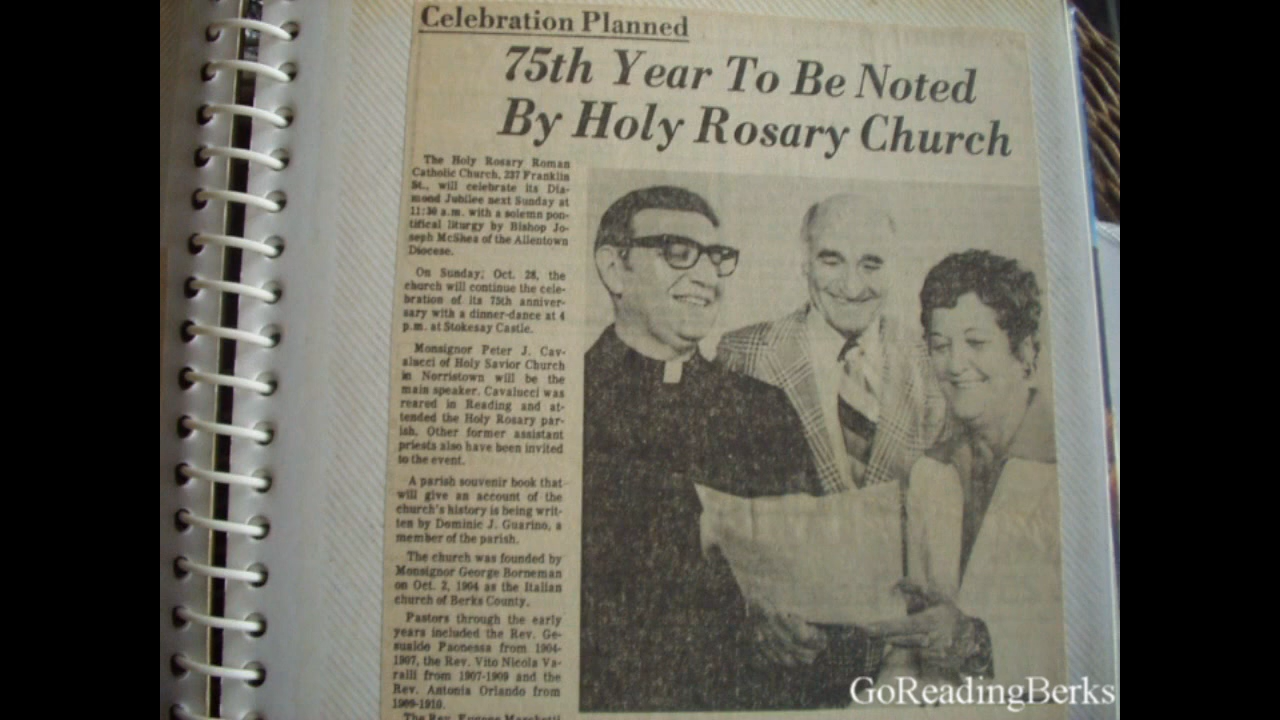 Celebration Planned
75th Year To Be Noted
By Holy Rosary Church
The Holy Rosary Roman
Catholic Church, 237 Franklin
St., will celebrate its Dia-
mond Jubilee next Sunday at
11:30 a.m. with a solemn pon-
tifical liturgy by Bishop Jo-
seph McShea of the Allentown
Diocese.
On Sunday, Oct. 28, the
church will continue the cele-
bration of its 75th anniver-
sary with a dinner-dance at 4
p.m. at Stokesay Castle.
Monsignor Peter J. Cav-
alucci of Holy Savior Church
in Norristown will be the
main speaker. Cavalucci was
reared in Reading and at-
tended the Holy Rosary par-
ish. Other former assistant
priests also have been invited
to the event.
A parish souvenir book that
will give an account of the
church's history is being writ-
ten by Dominic J. Guarino, a
member of the parish.
The church was founded by
Monsignor George Borneman
on Oct. 2, 1904 as the Italian
church of Berks County.
Pastors through the early
years included the Rev. Ge-
sualdo Paonessa from 1904-
1907, the Rev. Vito Nicola Va-
ralli from 1907-1909 and the
Rev. Antonia Orlando from
1909-1910.
The Rev. Eugene Marchetti
GoReadingBerks